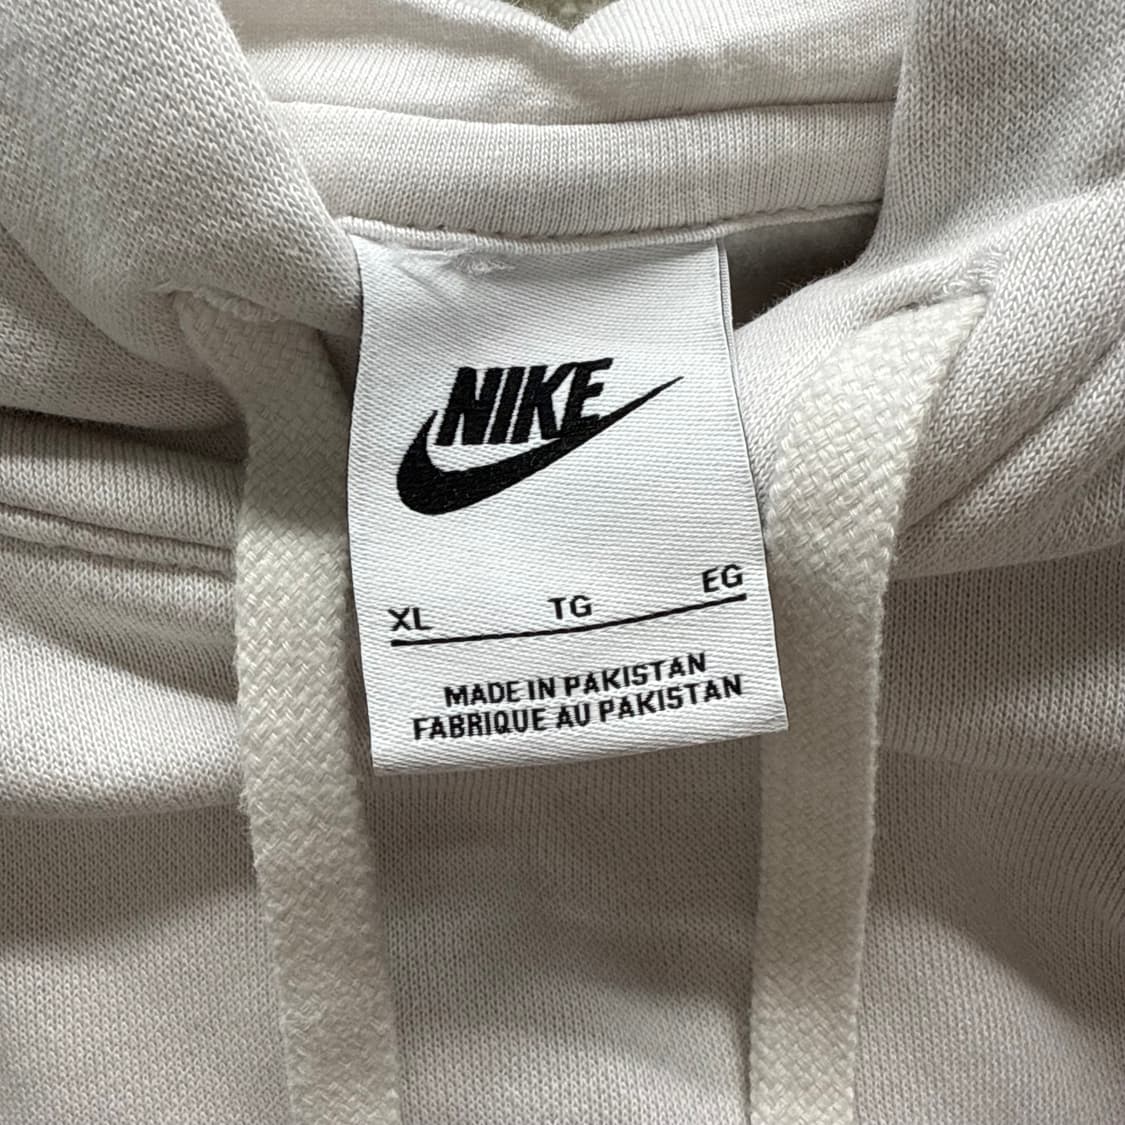 NIKE
XL TG EG
MADE IN PAKISTAN
FABRIQUE AU PAKISTAN